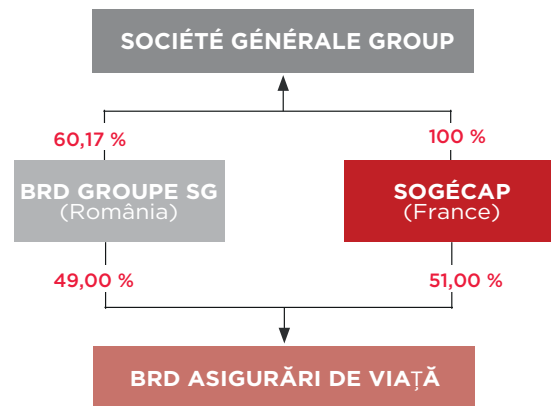 SOCIÉTÉ GÉNÉRALE GROUP
60,17 %
100 %
BRD GROUPE SG
(România)
SOGÉCAP
(France)
49,00 %
51,00 %
BRD ASIGURĂRI DE VIAȚĂ